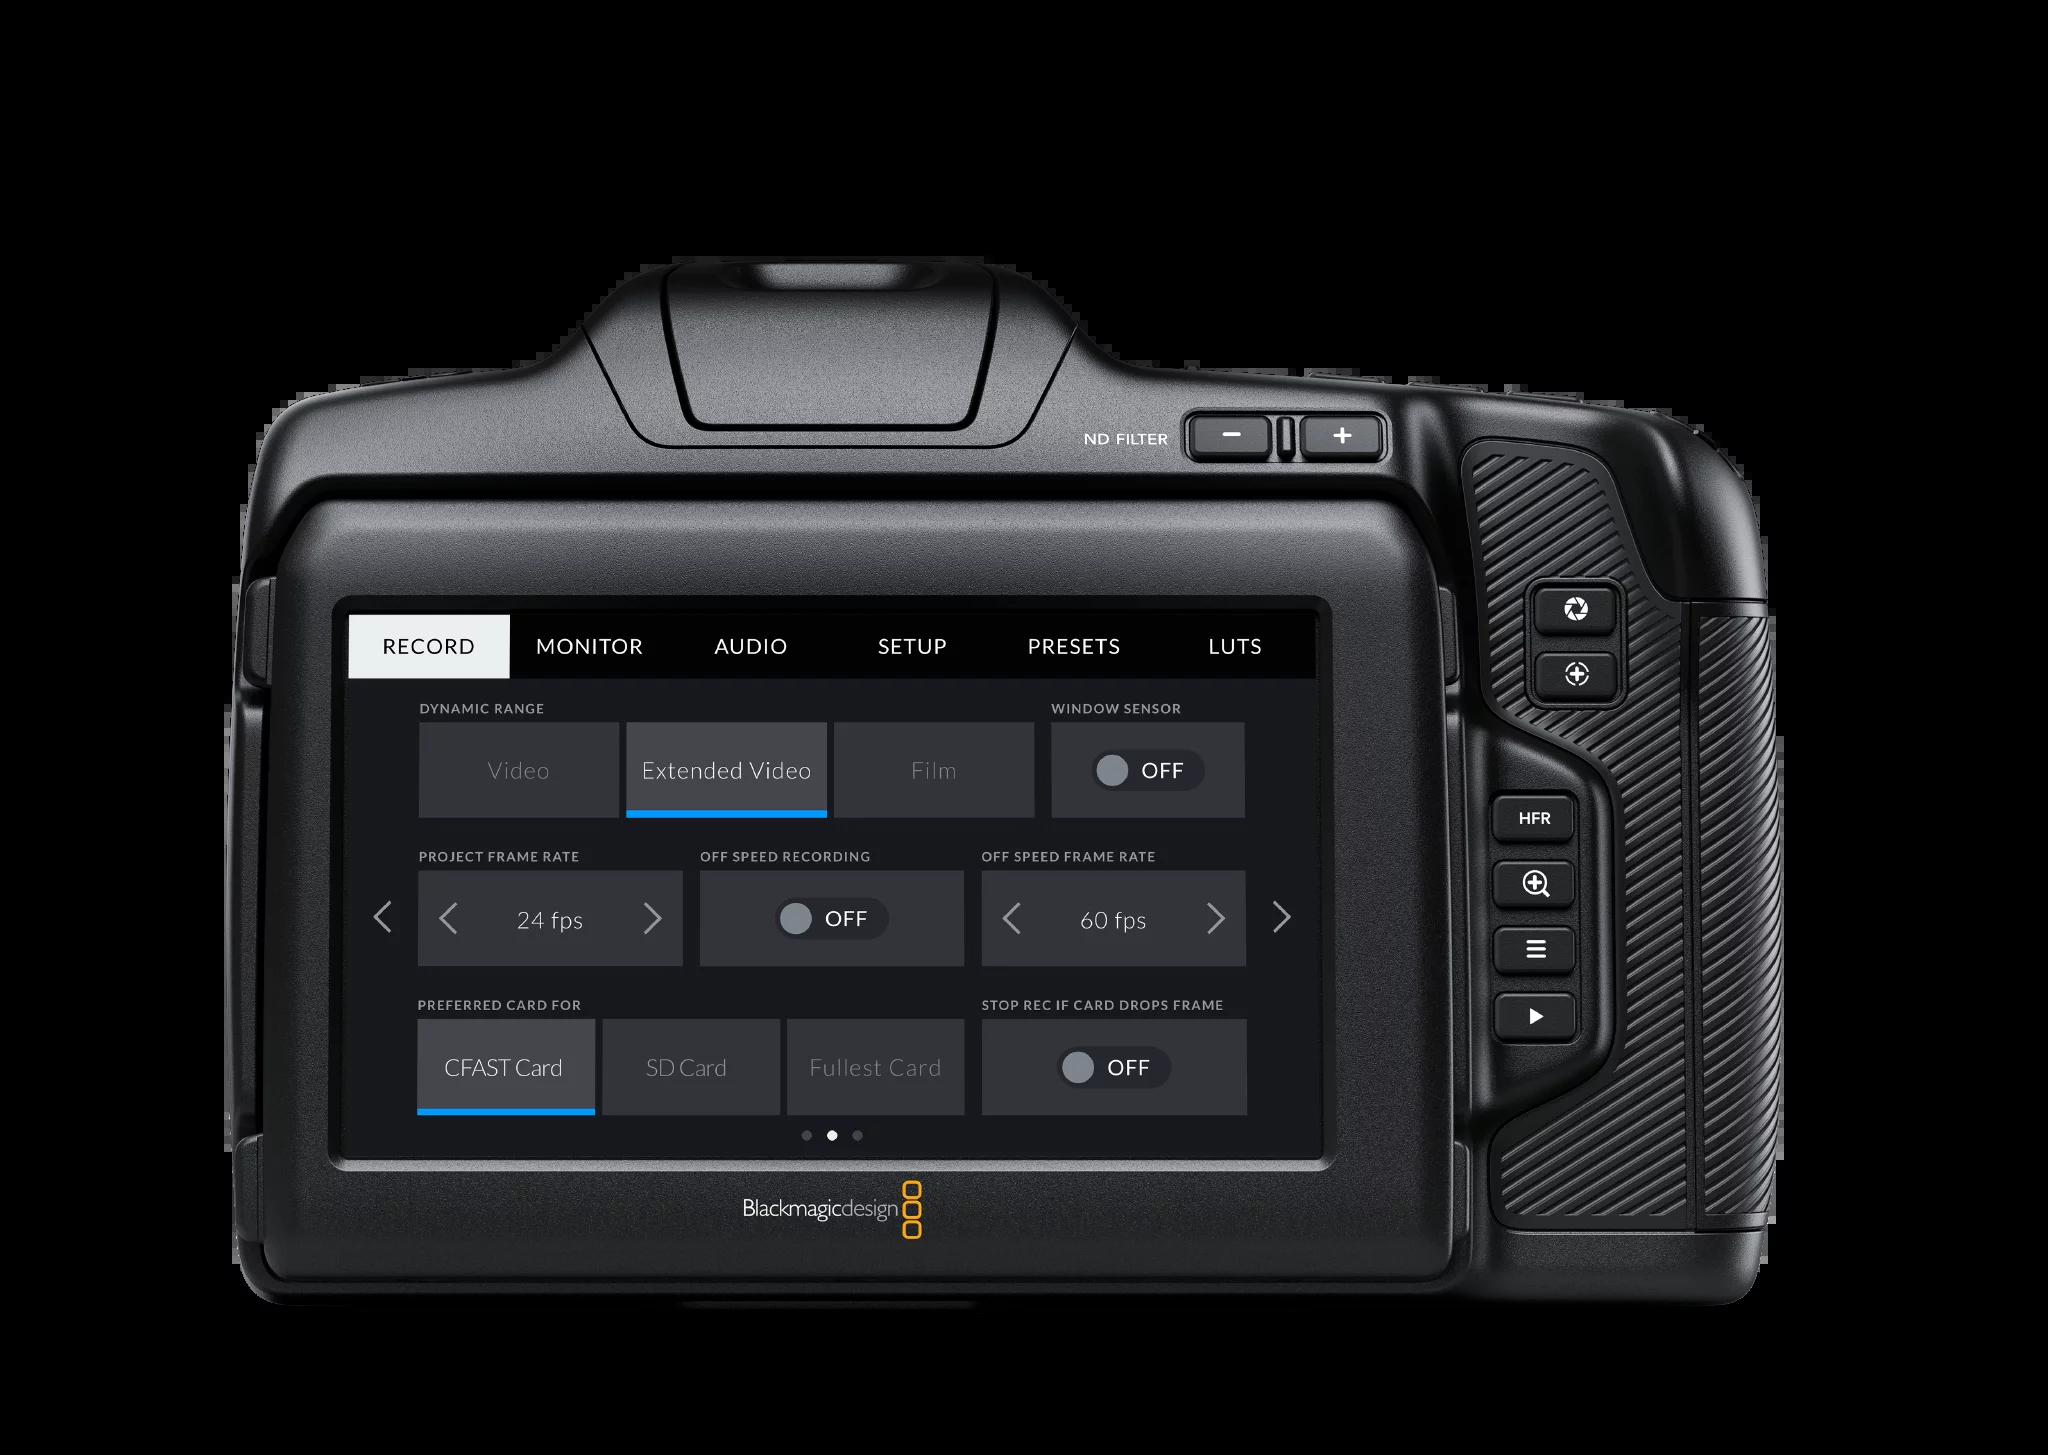 ND FILTER
RECORD MONITOR AUDIO SETUP PRESETS LUTS
DYNAMIC RANGE WINDOW SENSOR
Video Extended Video Film OFF
HFR
PROJECT FRAME RATE OFF SPEED RECORDING OFF SPEED FRAME RATE
24 fps OFF 60 fps
PREFERRED CARD FOR STOP REC IF CARD DROPS FRAME
CFAST Card SD Card Fullest Card OFF
Blackmagicdesign